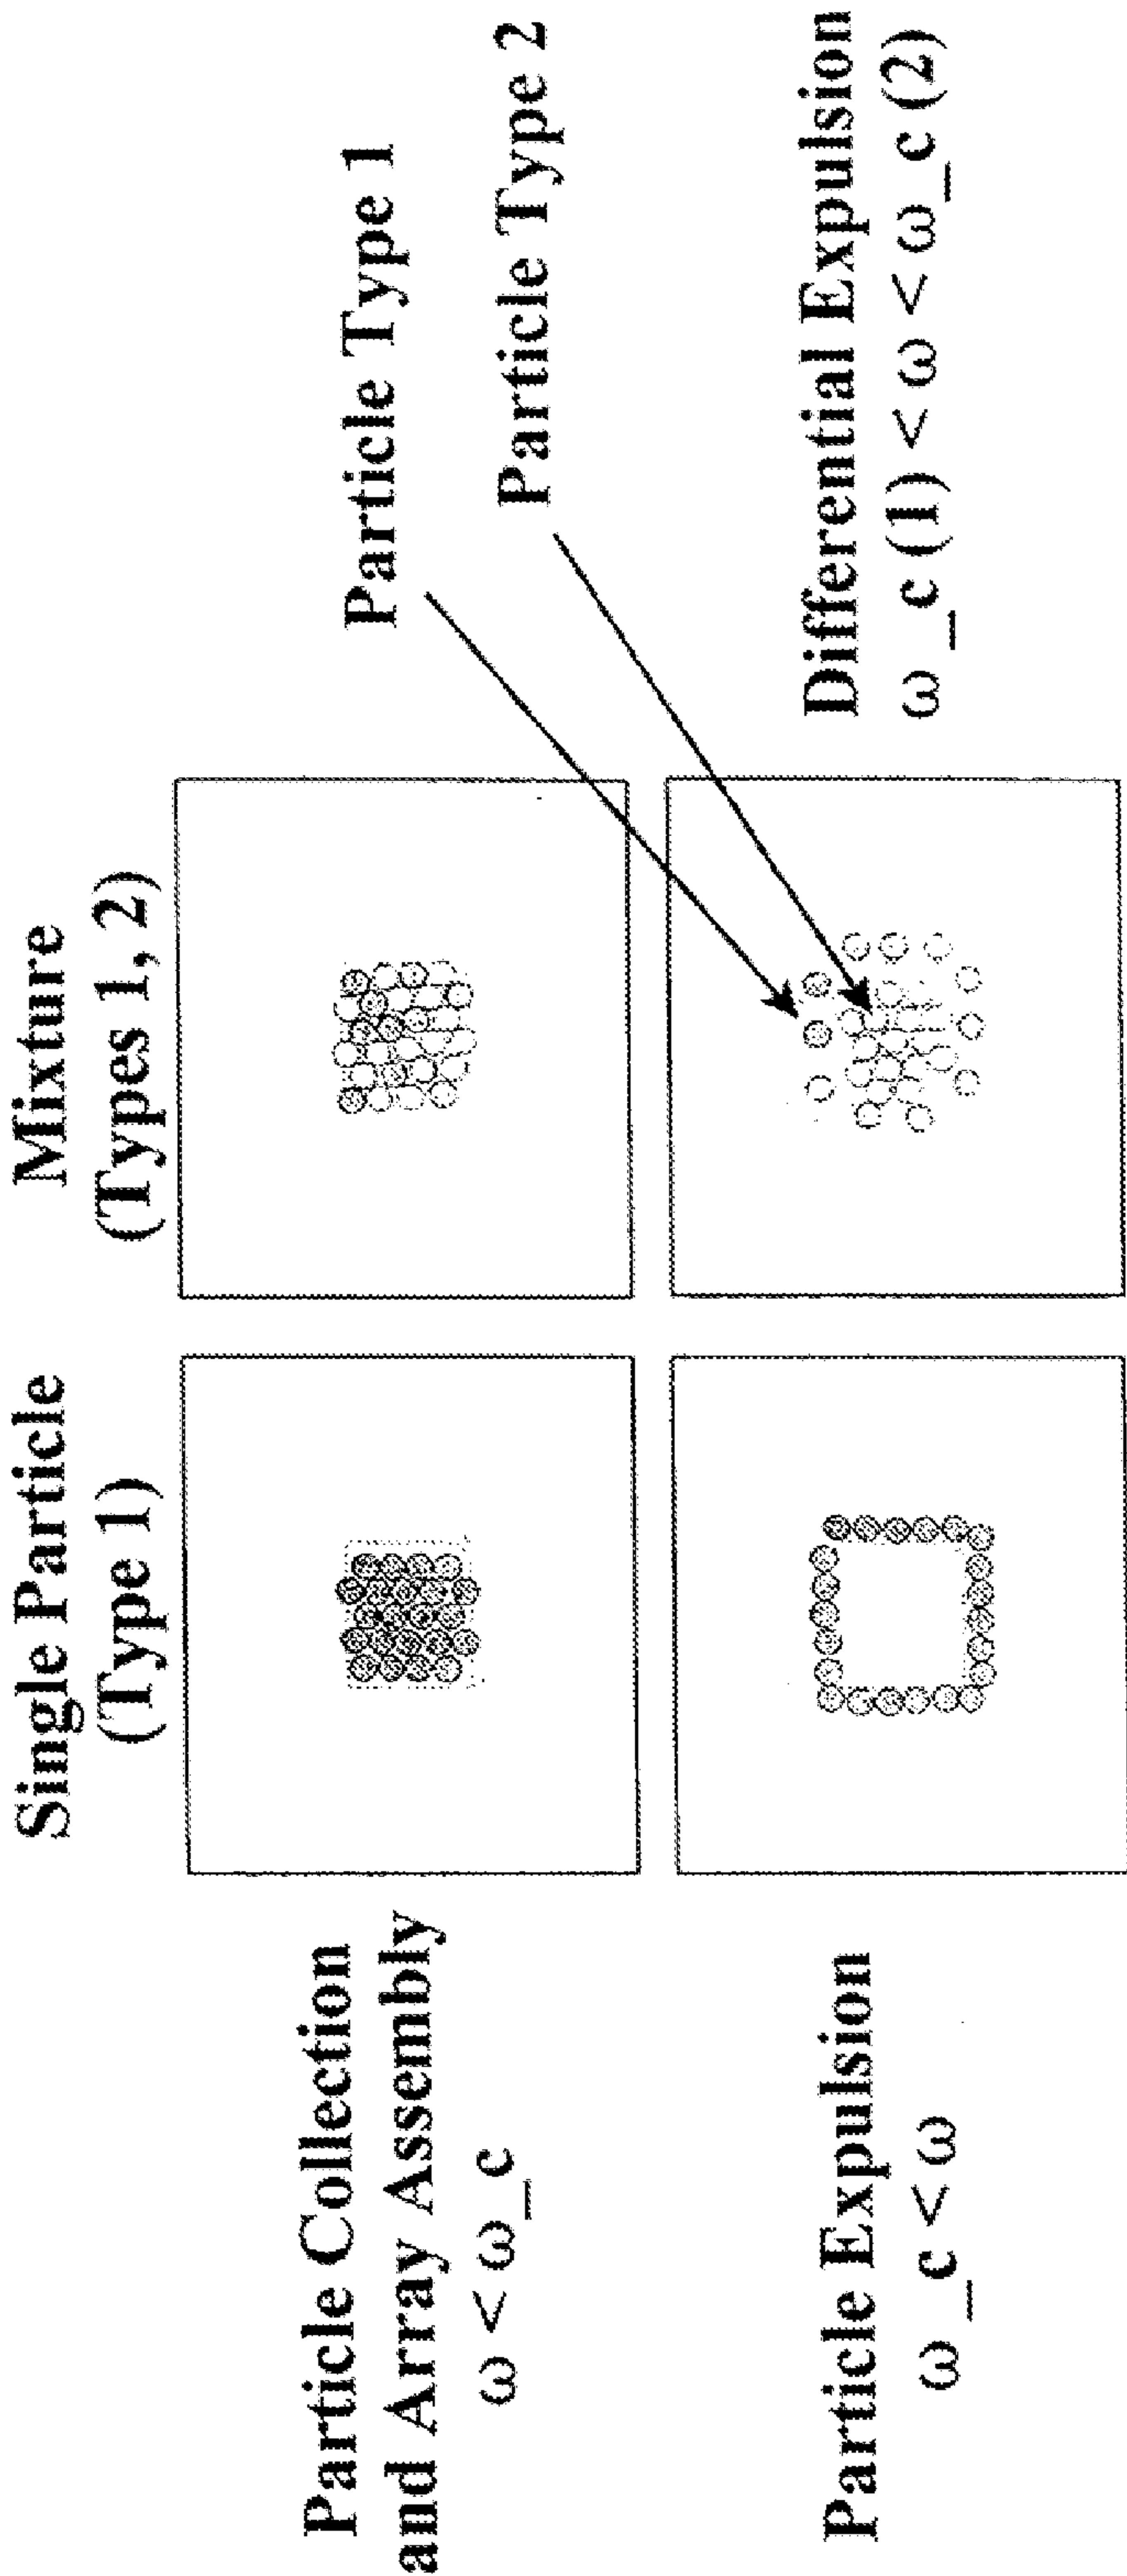 Single Particle
(Type 1)
Mixture
(Types 1, 2)
Particle Collection
and Array Assembly
ω < ω_c
Particle Type 1
Particle Type 2
Particle Expulsion
ω_c < ω
Differential Expulsion
ω_c (1) < ω < ω_c (2)